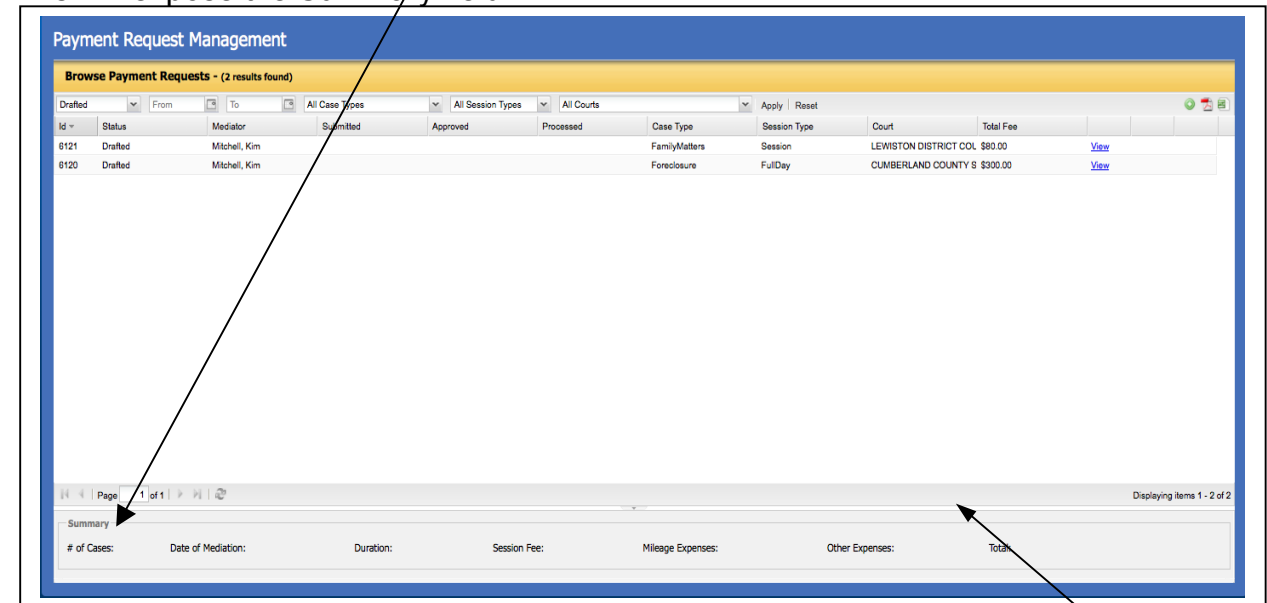 Payment Request Management
Browse Payment Requests - (2 results found)
Drafted From To All Case Types All Session Types All Courts Apply Reset
Id Status Mediator Submitted Approved Processed Case Type Session Type Court Total Fee
6121 Drafted Mitchell, Kim FamilyMatters Session LEWISTON DISTRICT COU $80.00 View
6120 Drafted Mitchell, Kim Foreclosure FullDay CUMBERLAND COUNTY S $300.00 View
Page 1 of 1 Displaying items 1 - 2 of 2
Summary
# of Cases: Date of Mediation: Duration: Session Fee: Mileage Expenses: Other Expenses: Total: